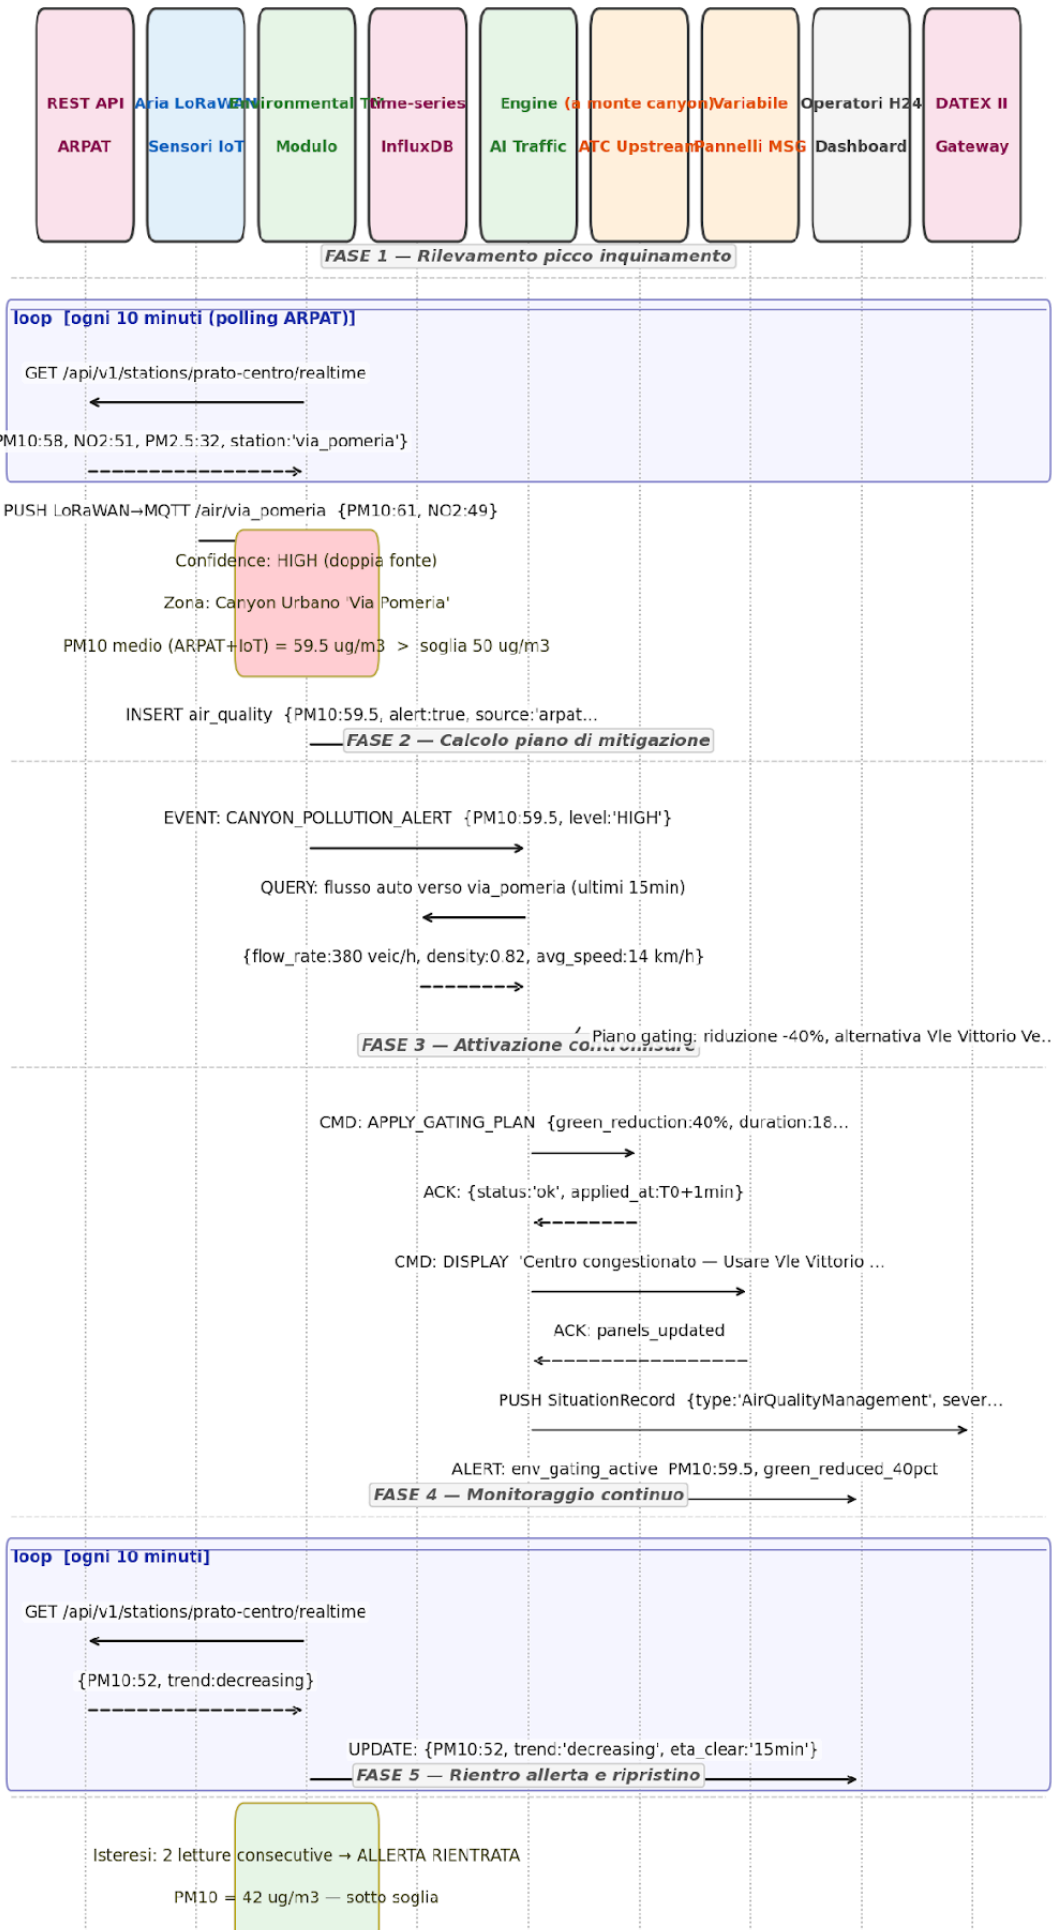 REST API
ARPAT
Aria LoRaWAN
Sensori IoT
Environmental TM
Modulo
time-series
InfluxDB
Engine
AI Traffic
(a monte canyon)
ATC Upstream
Variabile
Pannelli MSG
Operatori H24
Dashboard
DATEX II
Gateway
FASE 1 — Rilevamento picco inquinamento
loop [ogni 10 minuti (polling ARPAT)]
GET /api/v1/stations/prato-centro/realtime
PM10:58, NO2:51, PM2.5:32, station:'via_pomeria'}
PUSH LoRaWAN→MQTT /air/via_pomeria {PM10:61, NO2:49}
Confidence: HIGH (doppia fonte)
Zona: Canyon Urbano 'Via Pomeria'
PM10 medio (ARPAT+IoT) = 59.5 ug/m3 > soglia 50 ug/m3
INSERT air_quality {PM10:59.5, alert:true, source:'arpat...
FASE 2 — Calcolo piano di mitigazione
EVENT: CANYON_POLLUTION_ALERT {PM10:59.5, level:'HIGH'}
QUERY: flusso auto verso via_pomeria (ultimi 15min)
{flow_rate:380 veic/h, density:0.82, avg_speed:14 km/h}
Piano gating: riduzione -40%, alternativa Vle Vittorio Ve...
FASE 3 — Attivazione contromisure
CMD: APPLY_GATING_PLAN {green_reduction:40%, duration:18...
ACK: {status:'ok', applied_at:T0+1min}
CMD: DISPLAY 'Centro congestionato — Usare Vle Vittorio ...
ACK: panels_updated
PUSH SituationRecord {type:'AirQualityManagement', sever...
ALERT: env_gating_active PM10:59.5, green_reduced_40pct
FASE 4 — Monitoraggio continuo
loop [ogni 10 minuti]
GET /api/v1/stations/prato-centro/realtime
{PM10:52, trend:decreasing}
UPDATE: {PM10:52, trend:'decreasing', eta_clear:'15min'}
FASE 5 — Rientro allerta e ripristino
Isteresi: 2 letture consecutive → ALLERTA RIENTRATA
PM10 = 42 ug/m3 — sotto soglia